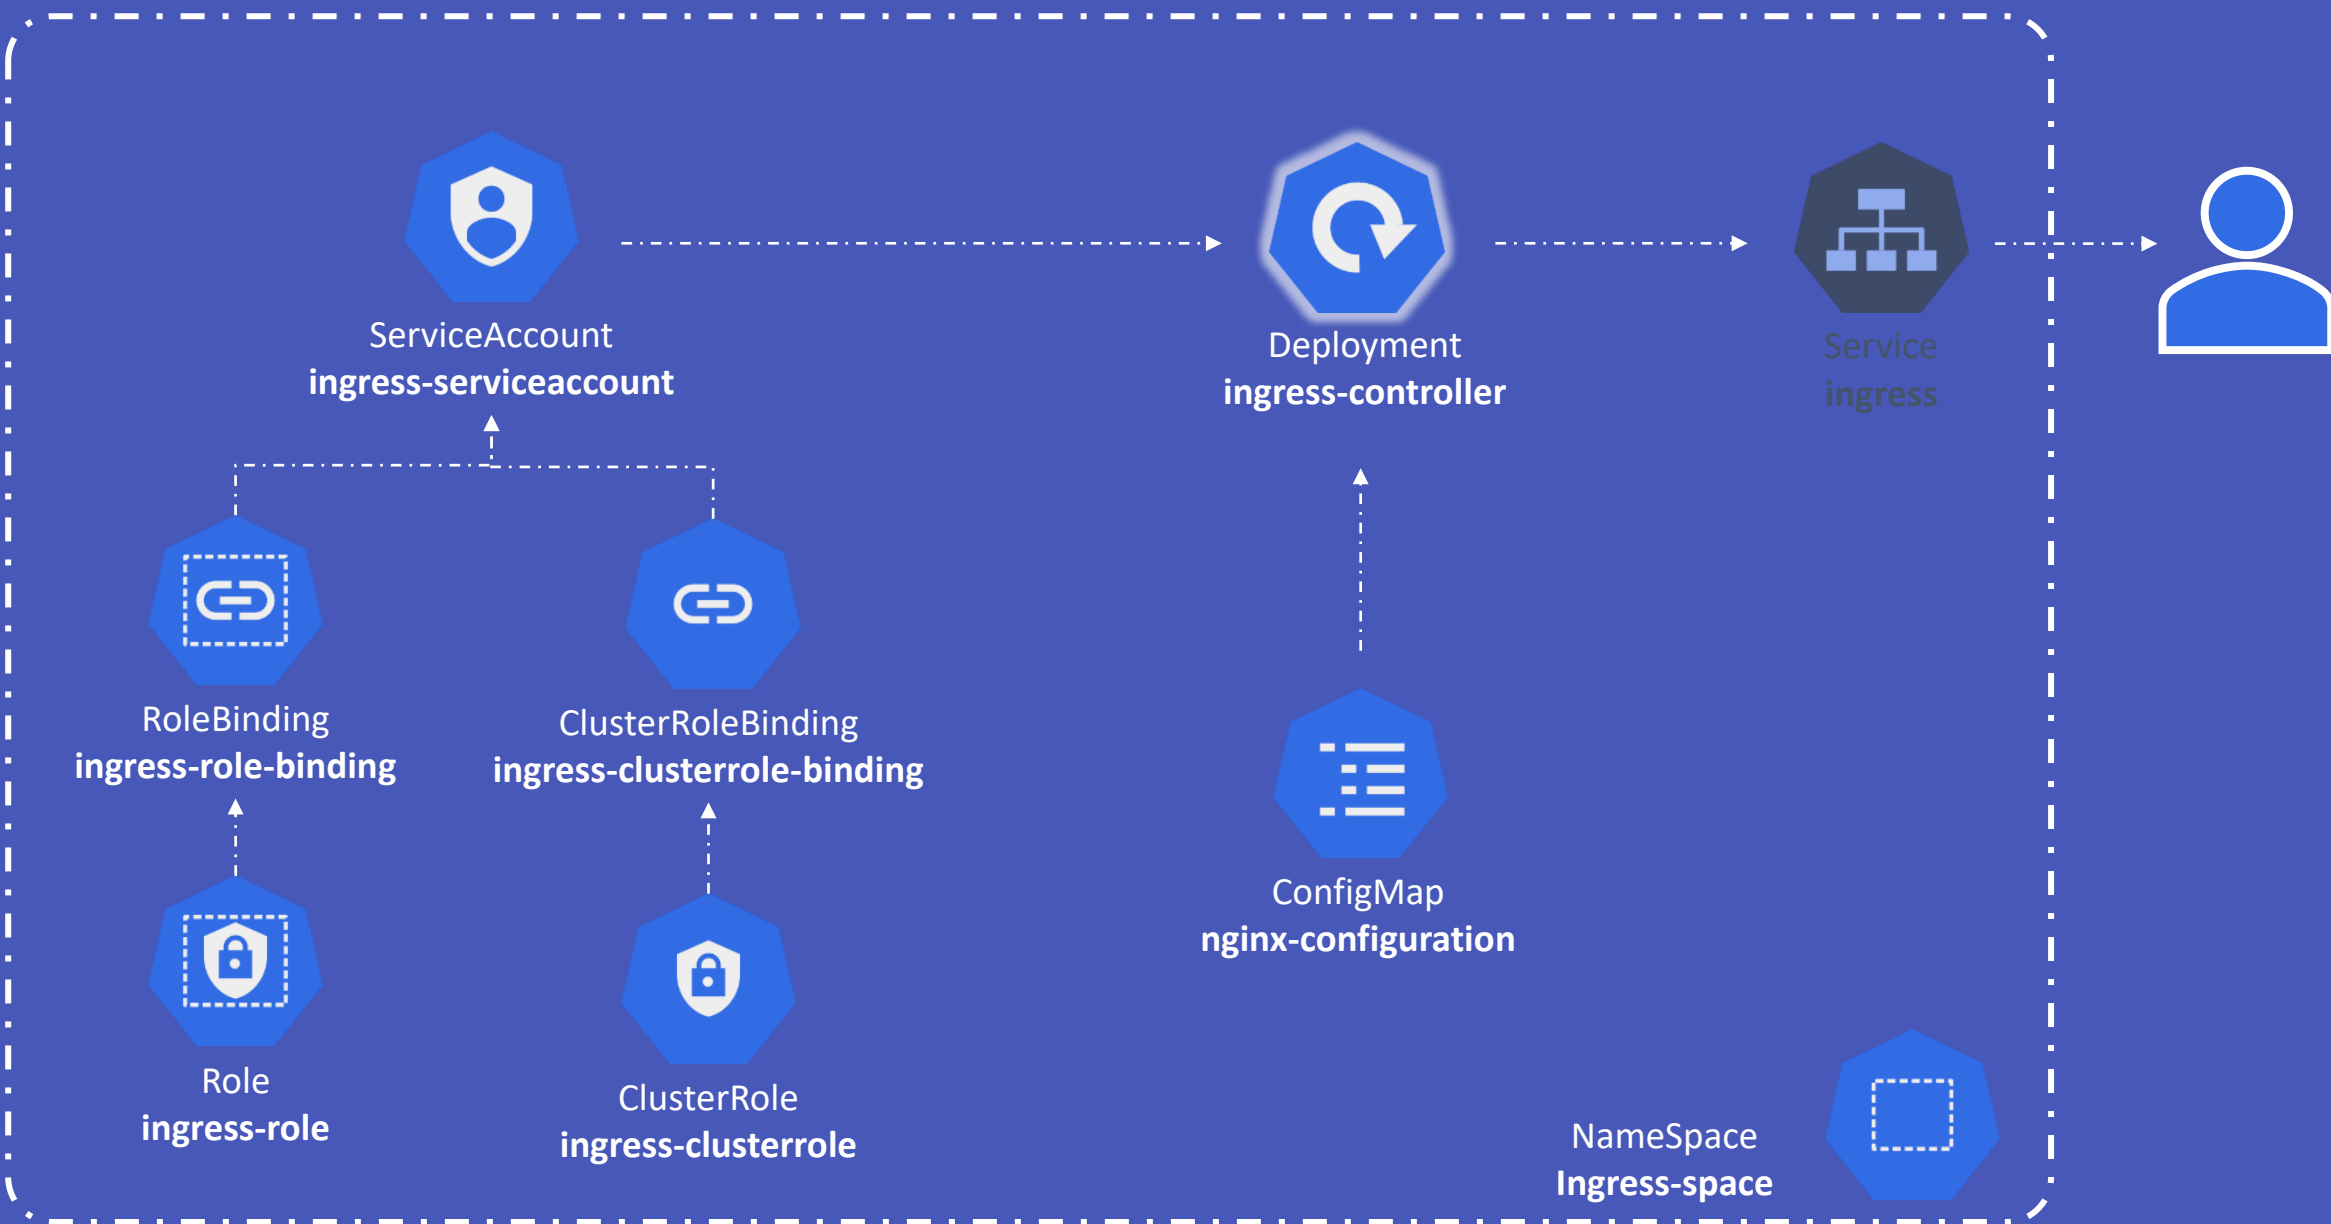 ServiceAccount
ingress-serviceaccount
Deployment
ingress-controller
Service
ingress
RoleBinding
ingress-role-binding
ClusterRoleBinding
ingress-clusterrole-binding
ConfigMap
nginx-configuration
Role
ingress-role
ClusterRole
ingress-clusterrole
NameSpace
Ingress-space